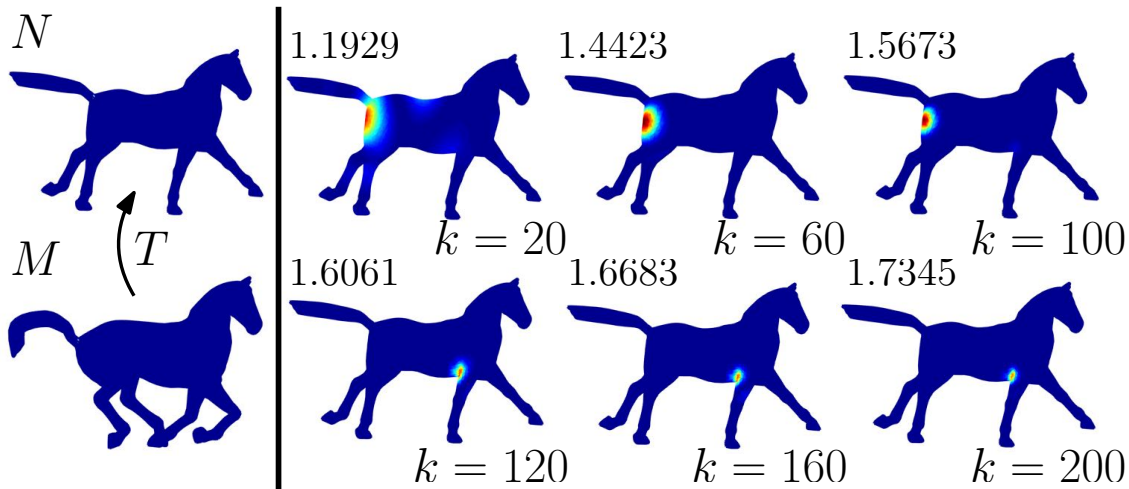 N
1.1929
1.4423
1.5673
k = 20
k = 60
k = 100
M
T
1.6061
1.6683
1.7345
k = 120
k = 160
k = 200